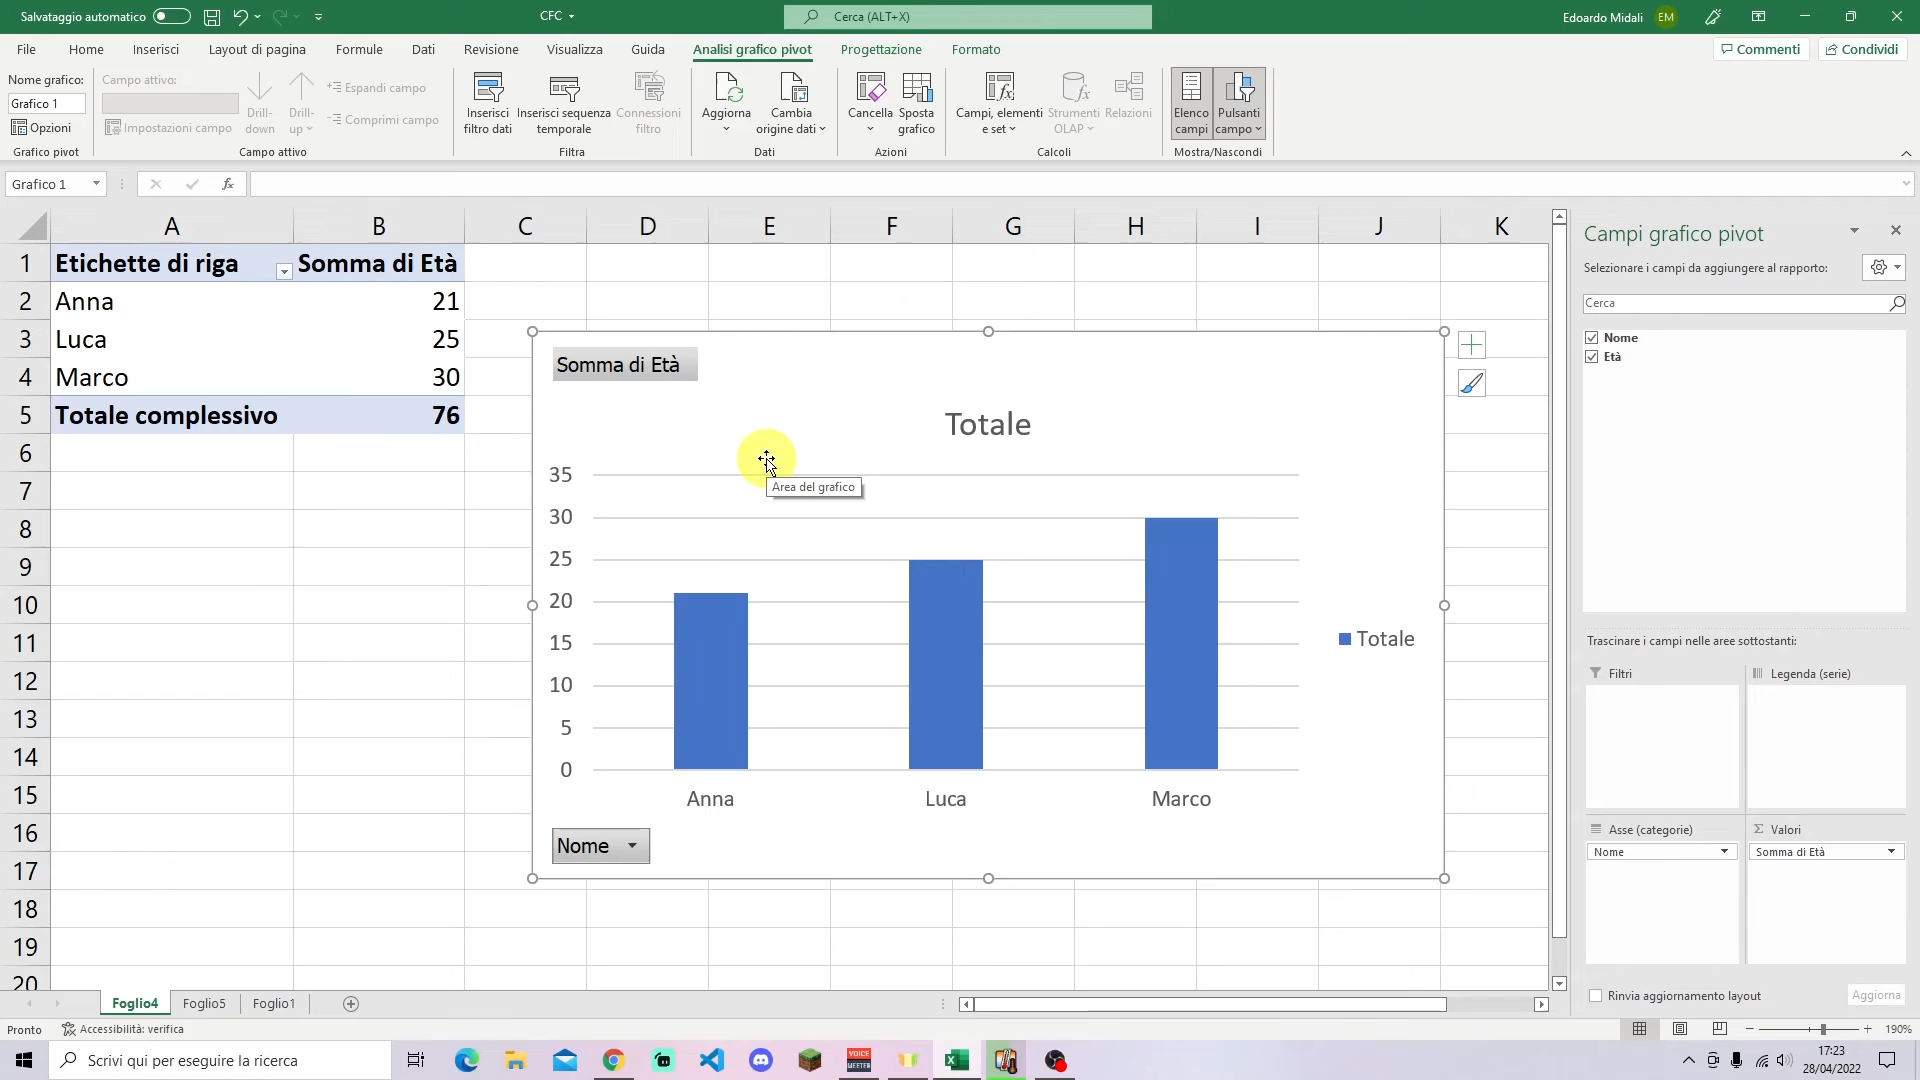 Salvataggio automatico
CFC
Cerca (ALT+X)
Edoardo Midali
EM
File
Home
Inserisci
Layout di pagina
Formule
Dati
Revisione
Visualizza
Guida
Analisi grafico pivot
Progettazione
Formato
Commenti
Condividi
Nome grafico:
Grafico 1
Opzioni
Grafico pivot
Campo attivo:
Impostazioni campo
Drill-
down
Drill-
up
Espandi campo
Comprimi campo
Campo attivo
Inserisci
filtro dati
Inserisci sequenza
temporale
Connessioni
filtro
Filtra
Aggiorna
Cambia
origine dati
Dati
Cancella
Sposta
grafico
Azioni
Campi, elementi
e set
Strumenti
OLAP
Relazioni
Calcoli
Elenco
campi
Pulsanti
campo
Mostra/Nascondi
Grafico 1
fx
A B C D E F G H I J K
1 Etichette di riga Somma di Età
2 Anna 21
3 Luca 25
4 Marco 30
5 Totale complessivo 76
6
7
8
9
10
11
12
13
14
15
16
17
18
19
20
Somma di Età
Totale
Area del grafico
35
30
25
20
15
10
5
0
Anna
Luca
Marco
Totale
Nome
Campi grafico pivot
Selezionare i campi da aggiungere al rapporto:
Cerca
Nome
Età
Trascinare i campi nelle aree sottostanti:
Filtri
Legenda (serie)
Asse (categorie)
Σ Valori
Nome
Somma di Età
Rinvia aggiornamento layout
Aggiorna
Foglio4
Foglio5
Foglio1
Pronto
Accessibilità: verifica
190%
Scrivi qui per eseguire la ricerca
VOICE
MEETER
17:23
28/04/2022